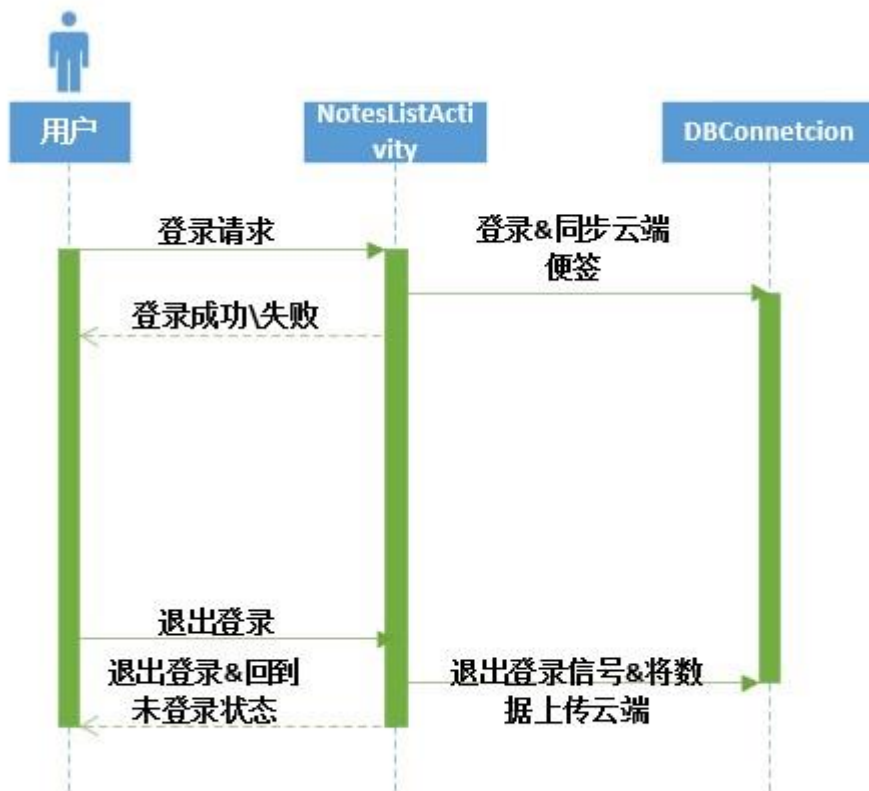 用户
NotesListActi
vity
DBConnetcion
登录请求
登录&同步云端
便签
登录成功\失败
退出登录
退出登录&回到
未登录状态
退出登录信号&将数
据上传云端